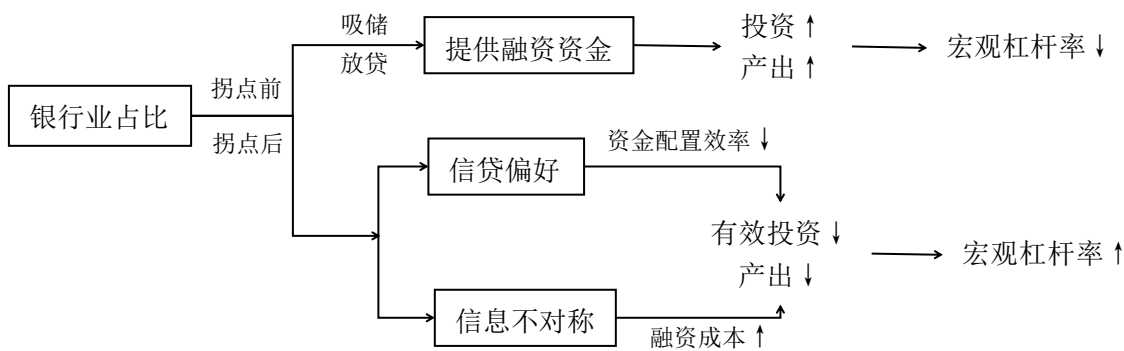 银行业占比
拐点前
拐点后
吸储
放贷
提供融资资金
投资↑
产出↑
宏观杠杆率↓
信贷偏好
资金配置效率↓
信息不对称
融资成本↑
有效投资↓
产出↓
宏观杠杆率↑